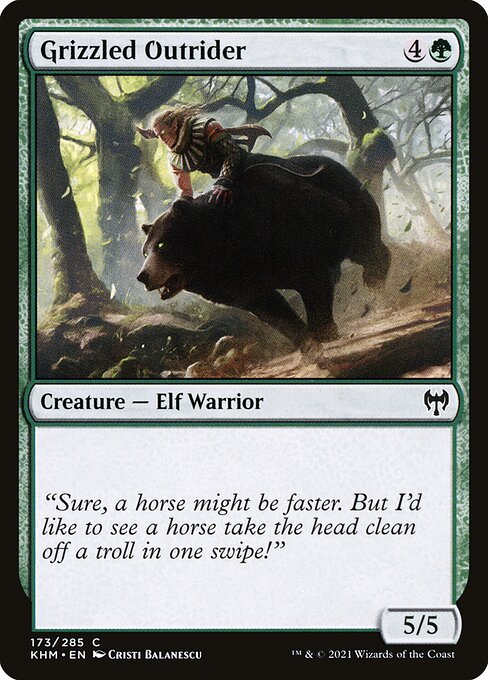 Grizzled Outrider 4
Creature — Elf Warrior
“Sure, a horse might be faster. But I’d
like to see a horse take the head clean
off a troll in one swipe!”
5/5
173/285 C
KHM • EN Cristi Balanescu
™ & © 2021 Wizards of the Coast